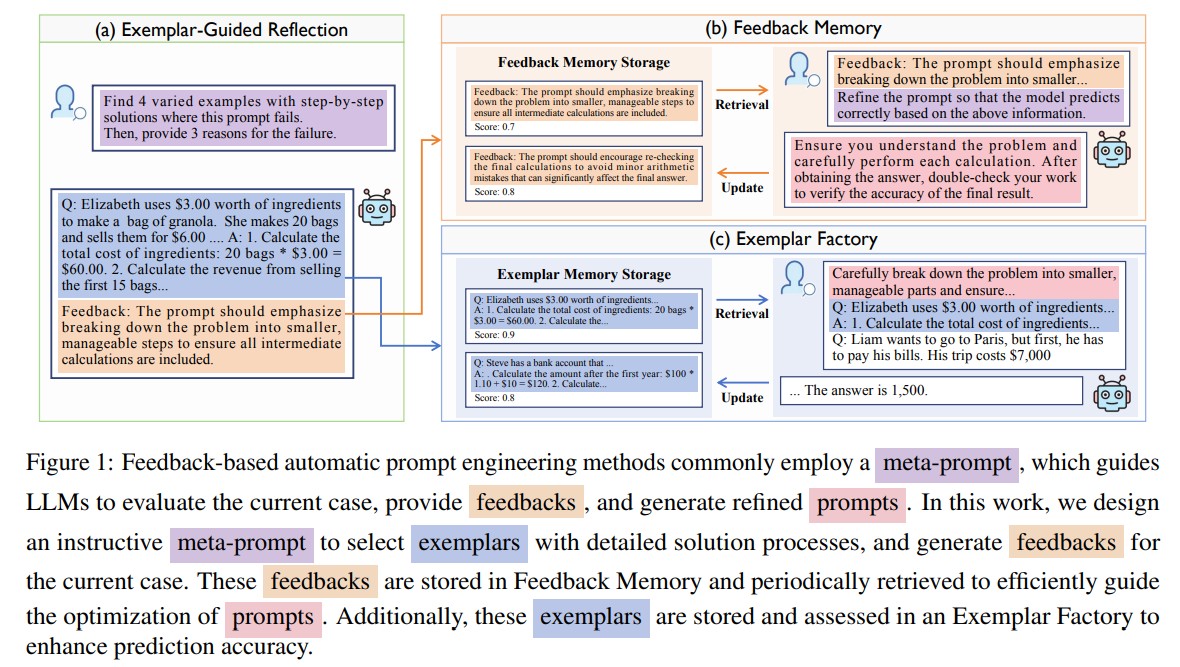 (a) Exemplar-Guided Reflection
Find 4 varied examples with step-by-step
solutions where this prompt fails.
Then, provide 3 reasons for the failure.
Q: Elizabeth uses $3.00 worth of ingredients
to make a bag of granola. She makes 20 bags
and sells them for $6.00 .... A: 1. Calculate the
total cost of ingredients: 20 bags * $3.00 =
$60.00. 2. Calculate the revenue from selling
the first 15 bags...
Feedback: The prompt should emphasize
breaking down the problem into smaller,
manageable steps to ensure all intermediate
calculations are included.
(b) Feedback Memory
Feedback Memory Storage
Feedback: The prompt should emphasize breaking
down the problem into smaller, manageable steps to
ensure all intermediate calculations are included.
Score: 0.7
Feedback: The prompt should encourage re-checking
the final calculations to avoid minor arithmetic
mistakes that can significantly affect the final answer.
Score: 0.8
Retrieval
Update
Feedback: The prompt should emphasize
breaking down the problem into smaller...
Refine the prompt so that the model predicts
correctly based on the above information.
Ensure you understand the problem and
carefully perform each calculation. After
obtaining the answer, double-check your work
to verify the accuracy of the final result.
(c) Exemplar Factory
Exemplar Memory Storage
Q: Elizabeth uses $3.00 worth of ingredients...
A: 1. Calculate the total cost of ingredients: 20 bags *
$3.00 = $60.00. 2. Calculate the...
Score: 0.9
Q: Steve has a bank account that ...
A: . Calculate the amount after the first year: $100 *
1.10 + $10 = $120. 2. Calculate...
Score: 0.8
Retrieval
Update
Carefully break down the problem into smaller,
manageable parts and ensure...
Q: Elizabeth uses $3.00 worth of ingredients...
A: 1. Calculate the total cost of ingredients...
Q: Liam wants to go to Paris, but first, he has
to pay his bills. His trip costs $7,000
... The answer is 1,500.
Figure 1: Feedback-based automatic prompt engineering methods commonly employ a meta-prompt , which guides
LLMs to evaluate the current case, provide feedbacks , and generate refined prompts . In this work, we design
an instructive meta-prompt to select exemplars with detailed solution processes, and generate feedbacks for
the current case. These feedbacks are stored in Feedback Memory and periodically retrieved to efficiently guide
the optimization of prompts . Additionally, these exemplars are stored and assessed in an Exemplar Factory to
enhance prediction accuracy.